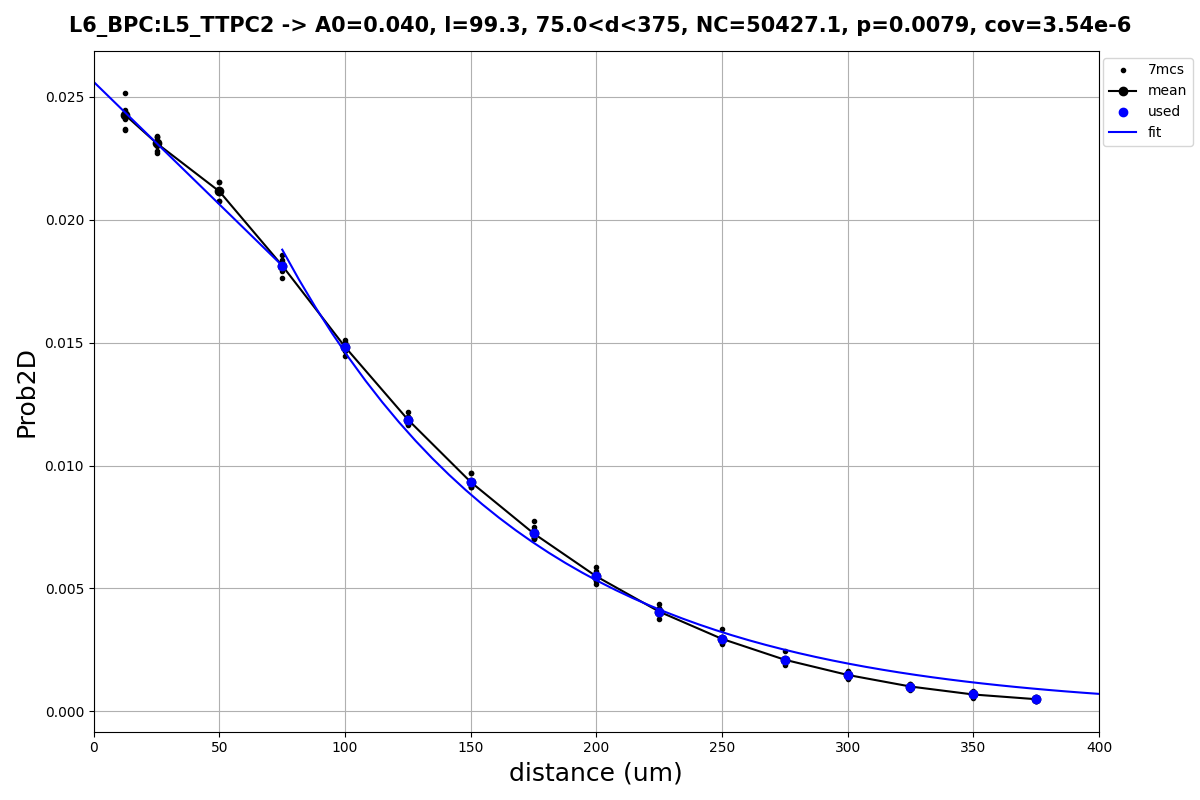 L6_BPC:L5_TTPC2 -> A0=0.040, l=99.3, 75.0<d<375, NC=50427.1, p=0.0079, cov=3.54e-6
7mcs
mean
used
fit
0.025
0.020
0.015
0.010
0.005
0.000
Prob2D
0 50 100 150 200 250 300 350 400
distance (um)